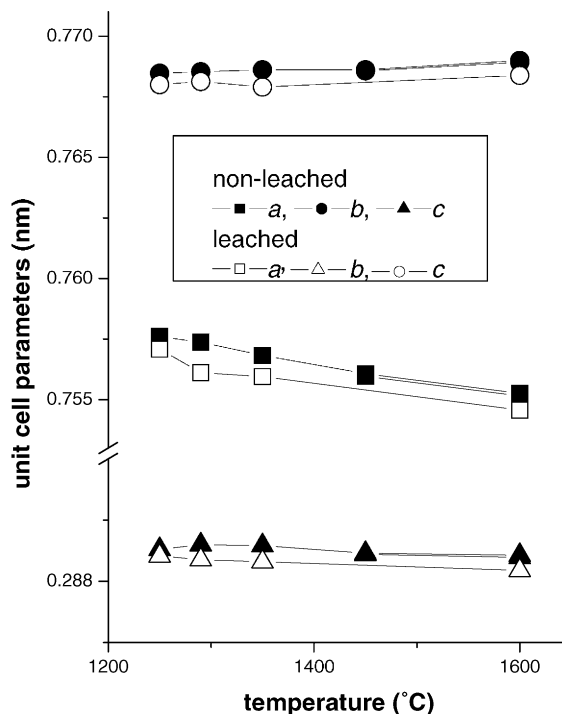 0.770
0.765
0.760
0.755
0.288
unit cell parameters (nm)
non-leached
a, b, c
leached
a, b, c
1200 1400 1600
temperature (˚C)